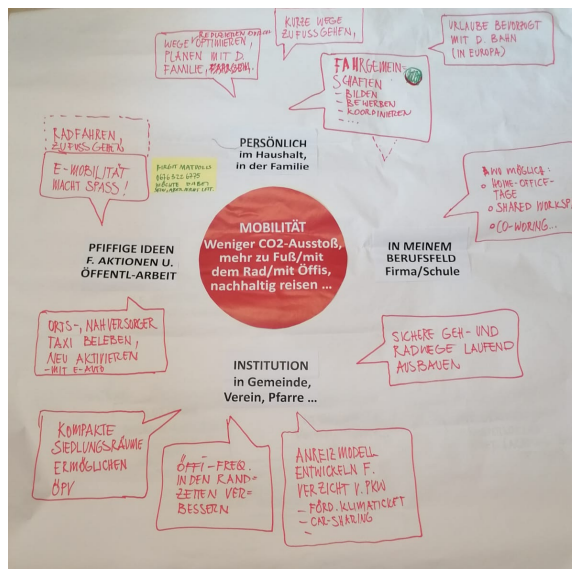 WEGE OPTIMIEREN,
PLANEN MIT D.
FAMILIE,
KURZE WEGE
ZU FUSS GEHEN,
URLAUBE BEVORZUGT
MIT D. BAHN
(IN EUROPA)
FAHRGEMEIN-
SCHAFTEN
- BILDEN
- BEWERBEN
- KOORDINIEREN
- ...
RADFAHREN,
ZU FUSS GEHEN
E-MOBILITÄT
MACHT SPASS!
PERSÖNLICH
im Haushalt,
in der Familie
WO MÖGLICH:
HOME-OFFICE-
TAGE
SHARED WORKSP.
CO-WORING...
MOBILITÄT
Weniger CO2-Ausstoß,
mehr zu Fuß/mit
dem Rad/mit Öffis,
nachhaltig reisen ...
PFIFFIGE IDEEN
F. AKTIONEN U.
ÖFFENTL-ARBEIT
IN MEINEM
BERUFSFELD
Firma/Schule
ORTS-, NAHVERSORGER
TAXI BELEBEN,
NEU AKTIVIEREN
- MIT E-AUTO
SICHERE GEH- UND
RADWEGE LAUFEND
AUSBAUEN
INSTITUTION
in Gemeinde,
Verein, Pfarre ...
KOMPAKTE
SIEDLUNGSRÄUME
ERMÖGLICHEN
ÖPV
ÖFFI-FREQ.
IN DEN RAND=
ZEITEN VER=
BESSERN
ANREIZMODELL
ENTWICKELN F.
VERZICHT V. PKW
- FÖRD. KLIMATICKET
- CAR-SHARING
-